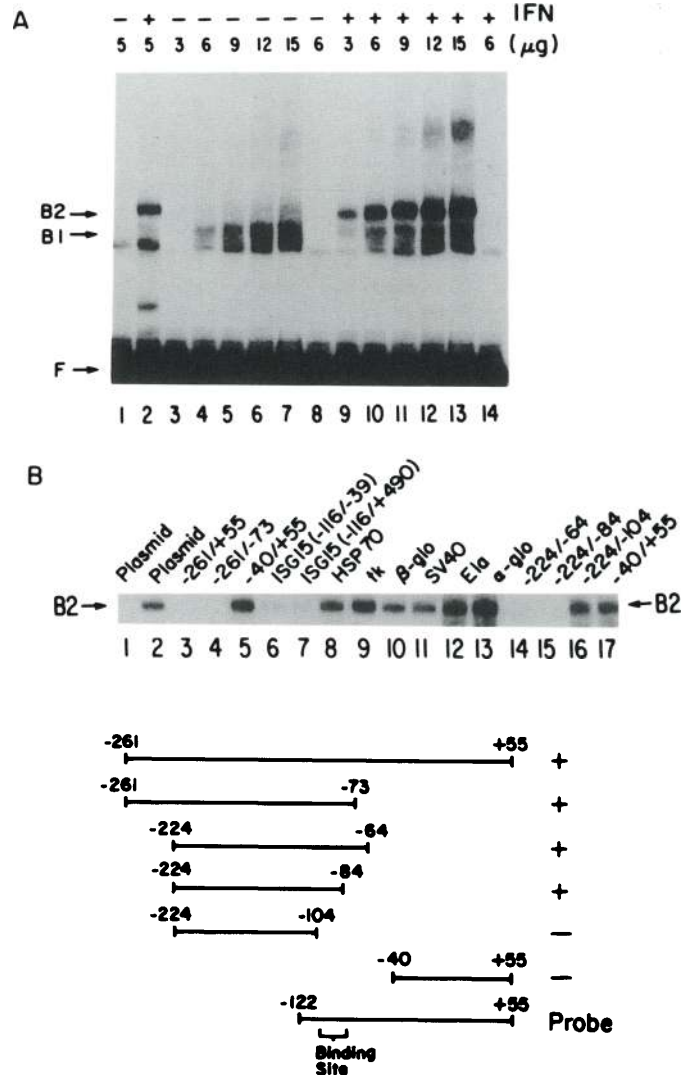 A
− + − − − − − − + + + + + + IFN
5 5 3 6 9 12 15 6 3 6 9 12 15 6 (μg)
B2
B1
F
1 2 3 4 5 6 7 8 9 10 11 12 13 14
B
Plasmid
Plasmid
-261/+55
-261/-73
-40/+55
ISG15(-116/-39)
ISG15(-116/+490)
HSP70
tk
β-glo
SV40
E1a
α-glo
-224/-64
-224/-84
-224/-104
-40/+55
B2 B2
1 2 3 4 5 6 7 8 9 10 11 12 13 14 15 16 17
-261 +55 +
-261 -73 +
-224 -64 +
-224 -84 +
-224 -104 −
-40 +55 −
-122 +55 Probe
Binding
Site